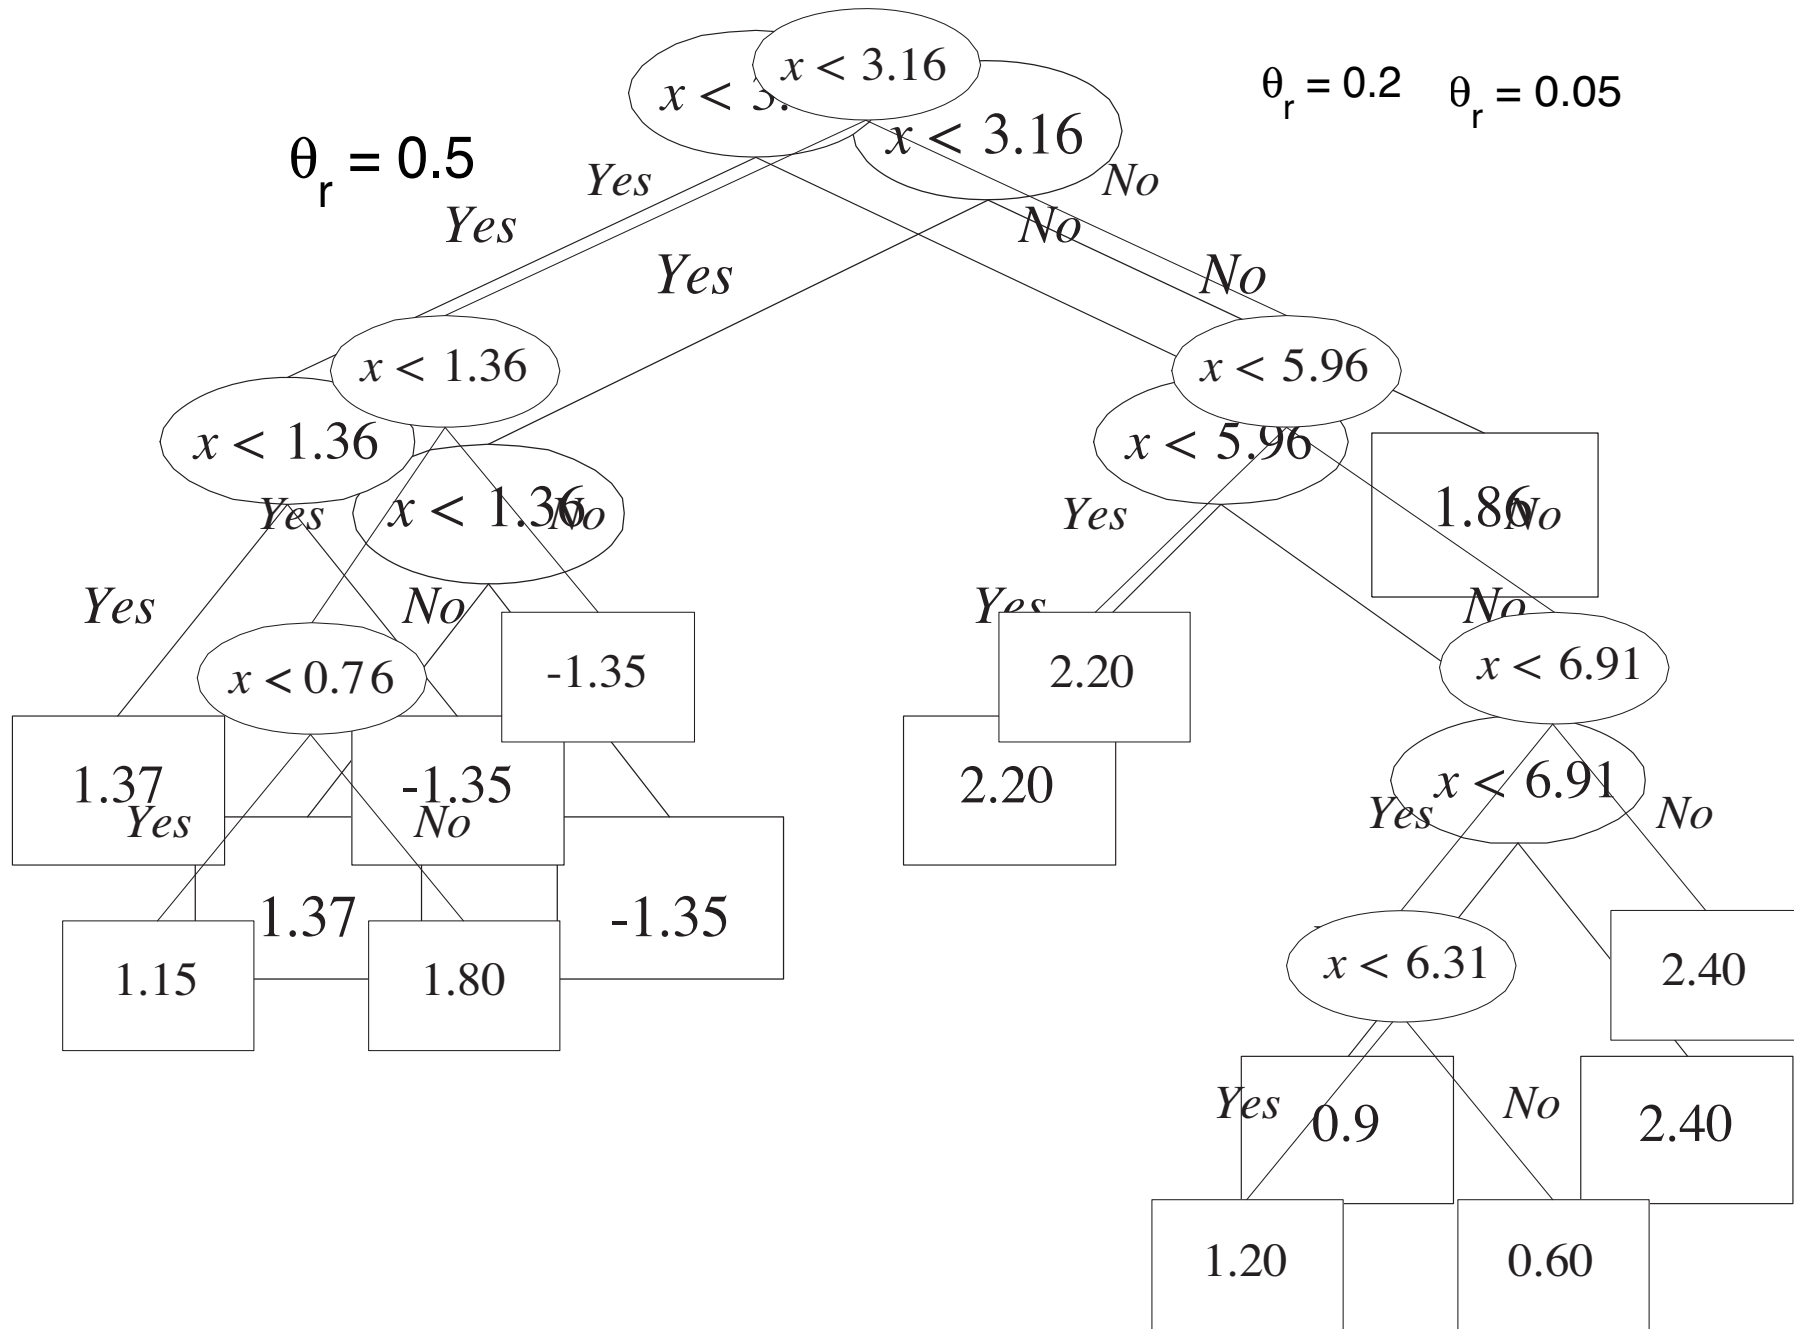 x < 3.16
x < 3.
x < 3.16
θr = 0.2
θr = 0.05
θr = 0.5
Yes
No
Yes
No
Yes
No
x < 1.36
x < 5.96
x < 1.36
x < 5.96
x < 1.36
1.86
Yes
No
Yes
No
Yes
No
Yes
No
x < 0.76
-1.35
2.20
x < 6.91
1.37
-1.35
2.20
x < 6.91
Yes
No
Yes
No
1.37
-1.35
1.15
1.80
x < 6.31
2.40
Yes
No
0.9
2.40
1.20
0.60